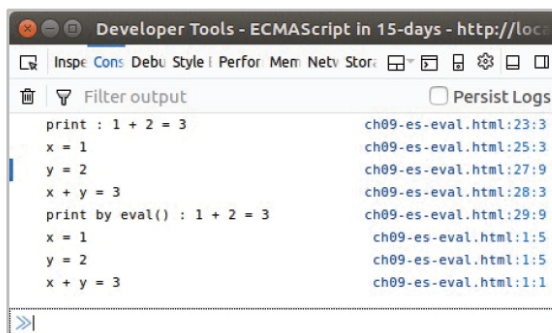 Developer Tools - ECMAScript in 15-days - http://loc
Inspe Cons Debu Style Perfor Mem Netv Stor
Filter output Persist Logs
print : 1 + 2 = 3 ch09-es-eval.html:23:3
x = 1 ch09-es-eval.html:25:3
y = 2 ch09-es-eval.html:27:9
x + y = 3 ch09-es-eval.html:28:3
print by eval() : 1 + 2 = 3 ch09-es-eval.html:29:9
x = 1 ch09-es-eval.html:1:5
y = 2 ch09-es-eval.html:1:5
x + y = 3 ch09-es-eval.html:1:1